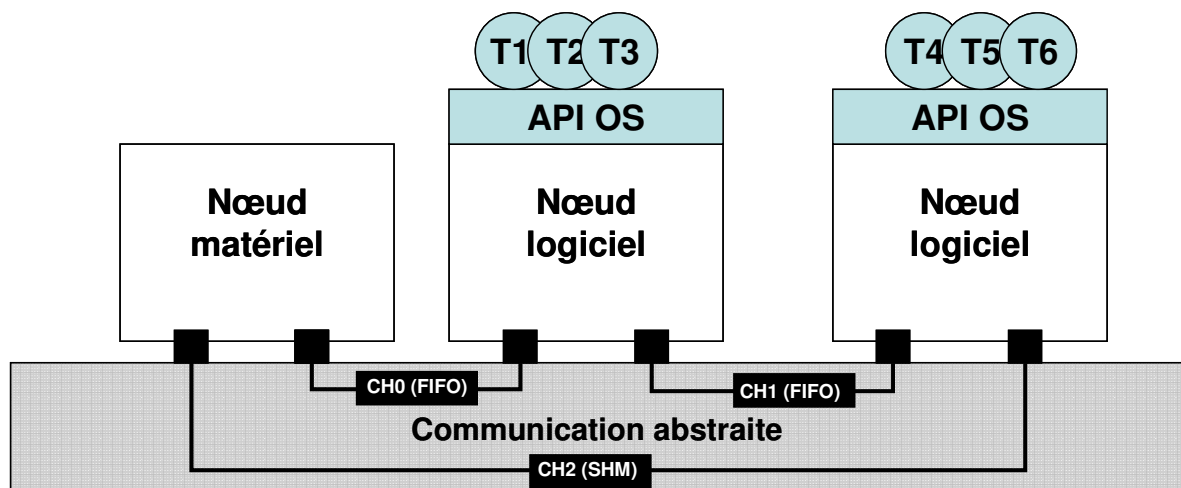 T1 T2 T3 T4 T5 T6
API OS API OS
Nœud
matériel
Nœud
logiciel
Nœud
logiciel
CH0 (FIFO)
CH1 (FIFO)
Communication abstraite
CH2 (SHM)